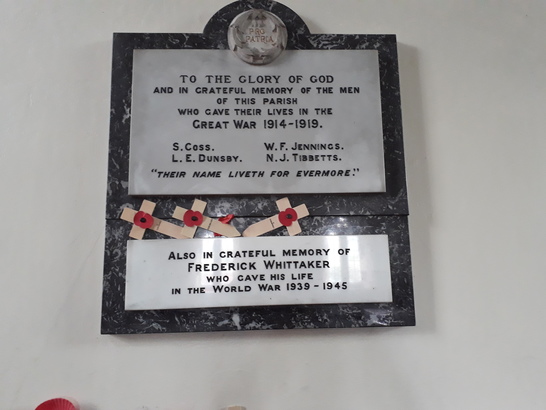 PRO
PATRIA
TO THE GLORY OF GOD
AND IN GRATEFUL MEMORY OF THE MEN
OF THIS PARISH
WHO GAVE THEIR LIVES IN THE
GREAT WAR 1914-1919.
S. COSS. W. F. JENNINGS.
L. E. DUNSBY. N. J. TIBBETTS.
"THEIR NAME LIVETH FOR EVERMORE."
ALSO IN GRATEFUL MEMORY OF
FREDERICK WHITTAKER
WHO GAVE HIS LIFE
IN THE WORLD WAR 1939-1945